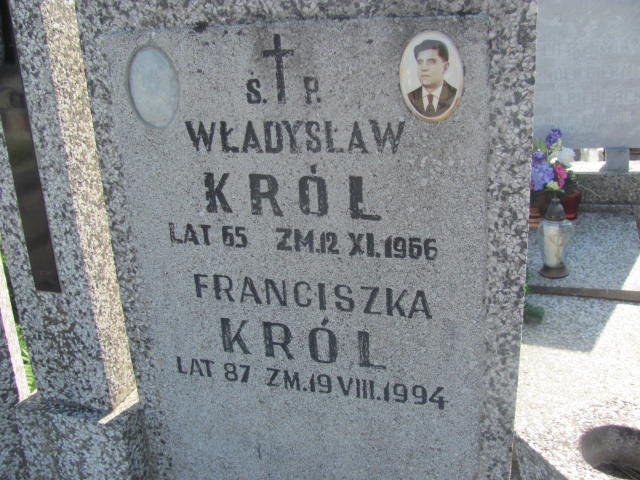 Ś. P.
WŁADYSŁAW
KRÓL
LAT 65 ZM.12 XI.1966
FRANCISZKA
KRÓL
LAT 87 ZM.19 VIII.1994